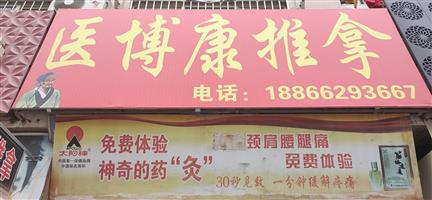 医博康推拿
电话：18866293667
免费体验
神奇的药“灸”
颈肩腰腿痛
免费体验
30秒见效 一分钟缓解疼痛